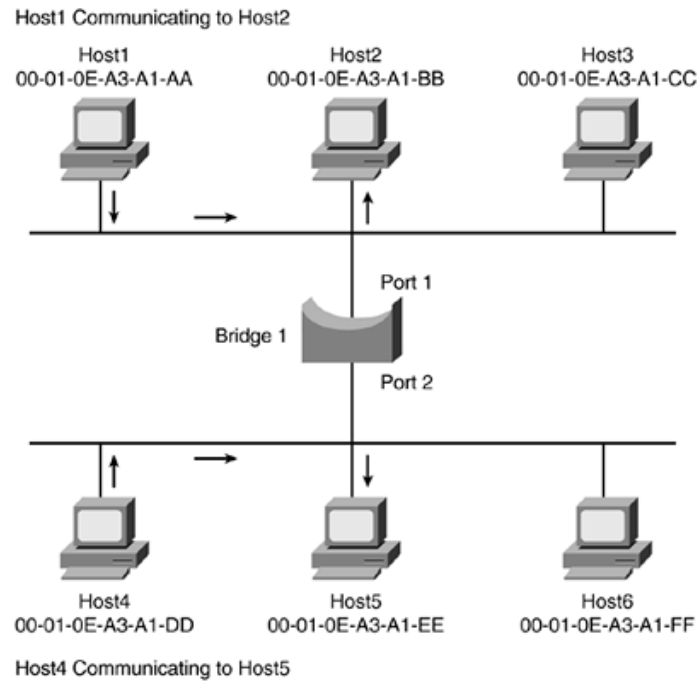 Host1 Communicating to Host2
Host1
00-01-0E-A3-A1-AA
Host2
00-01-0E-A3-A1-BB
Host3
00-01-0E-A3-A1-CC
Port 1
Bridge 1
Port 2
Host4
00-01-0E-A3-A1-DD
Host5
00-01-0E-A3-A1-EE
Host6
00-01-0E-A3-A1-FF
Host4 Communicating to Host5